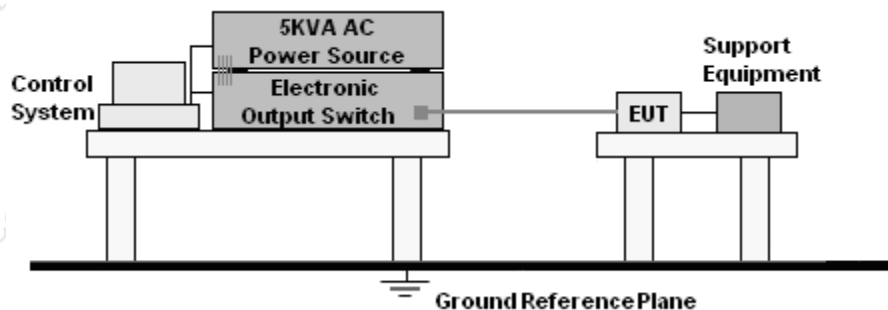 5KVA AC
Power Source
Electronic
Output Switch
Control
System
EUT
Support
Equipment
Ground Reference Plane